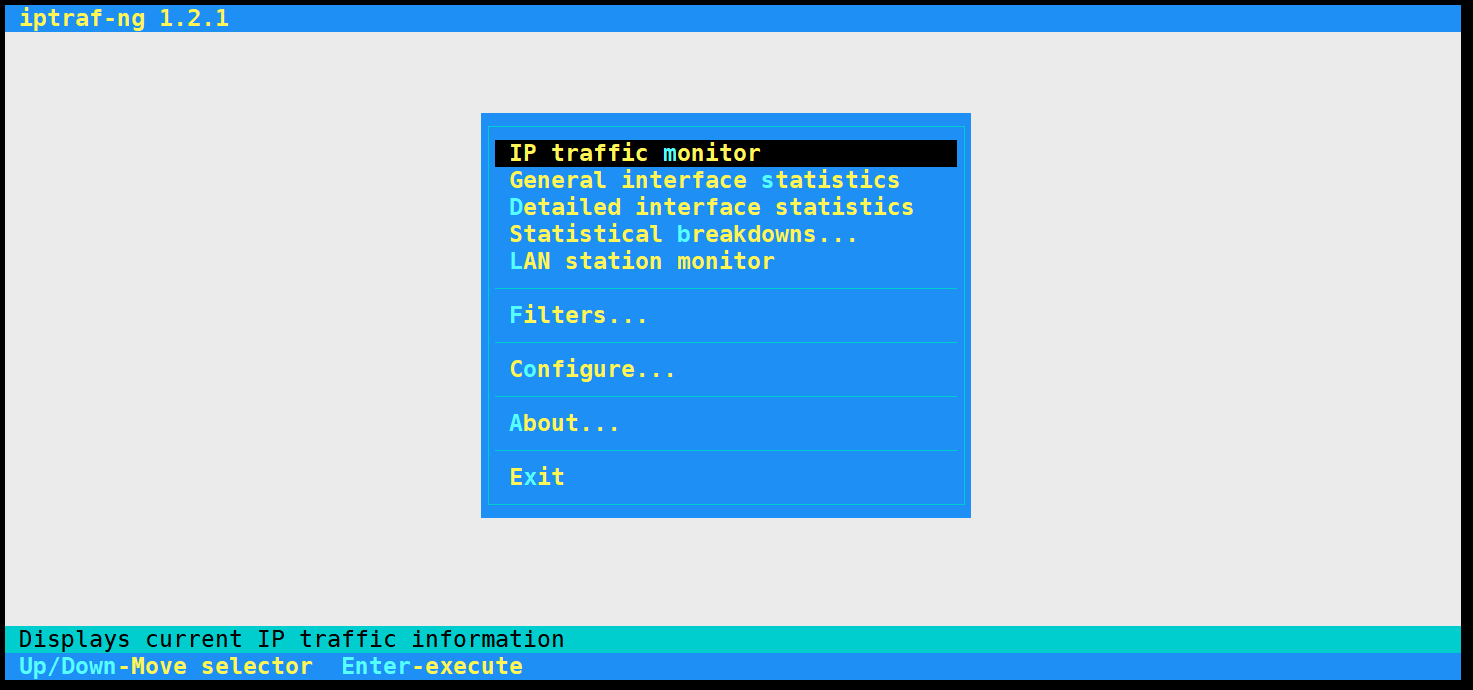 iptraf-ng 1.2.1
IP traffic monitor
General interface statistics
Detailed interface statistics
Statistical breakdowns...
LAN station monitor
Filters...
Configure...
About...
Exit
Displays current IP traffic information
Up/Down-Move selector  Enter-execute